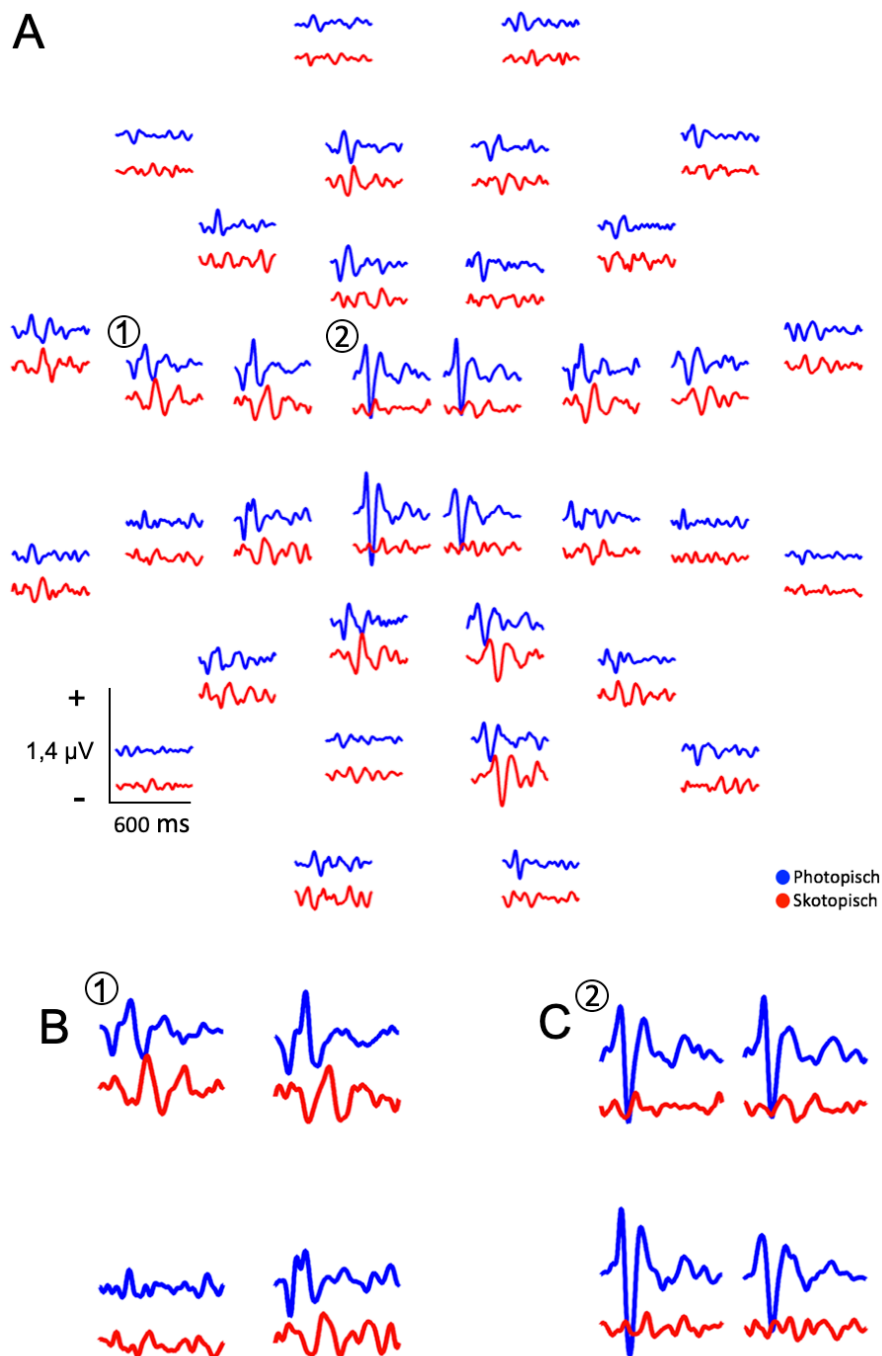 A
①
②
+
1,4 µV
-
600 ms
Photopisch
Skotopisch
B
①
C
②